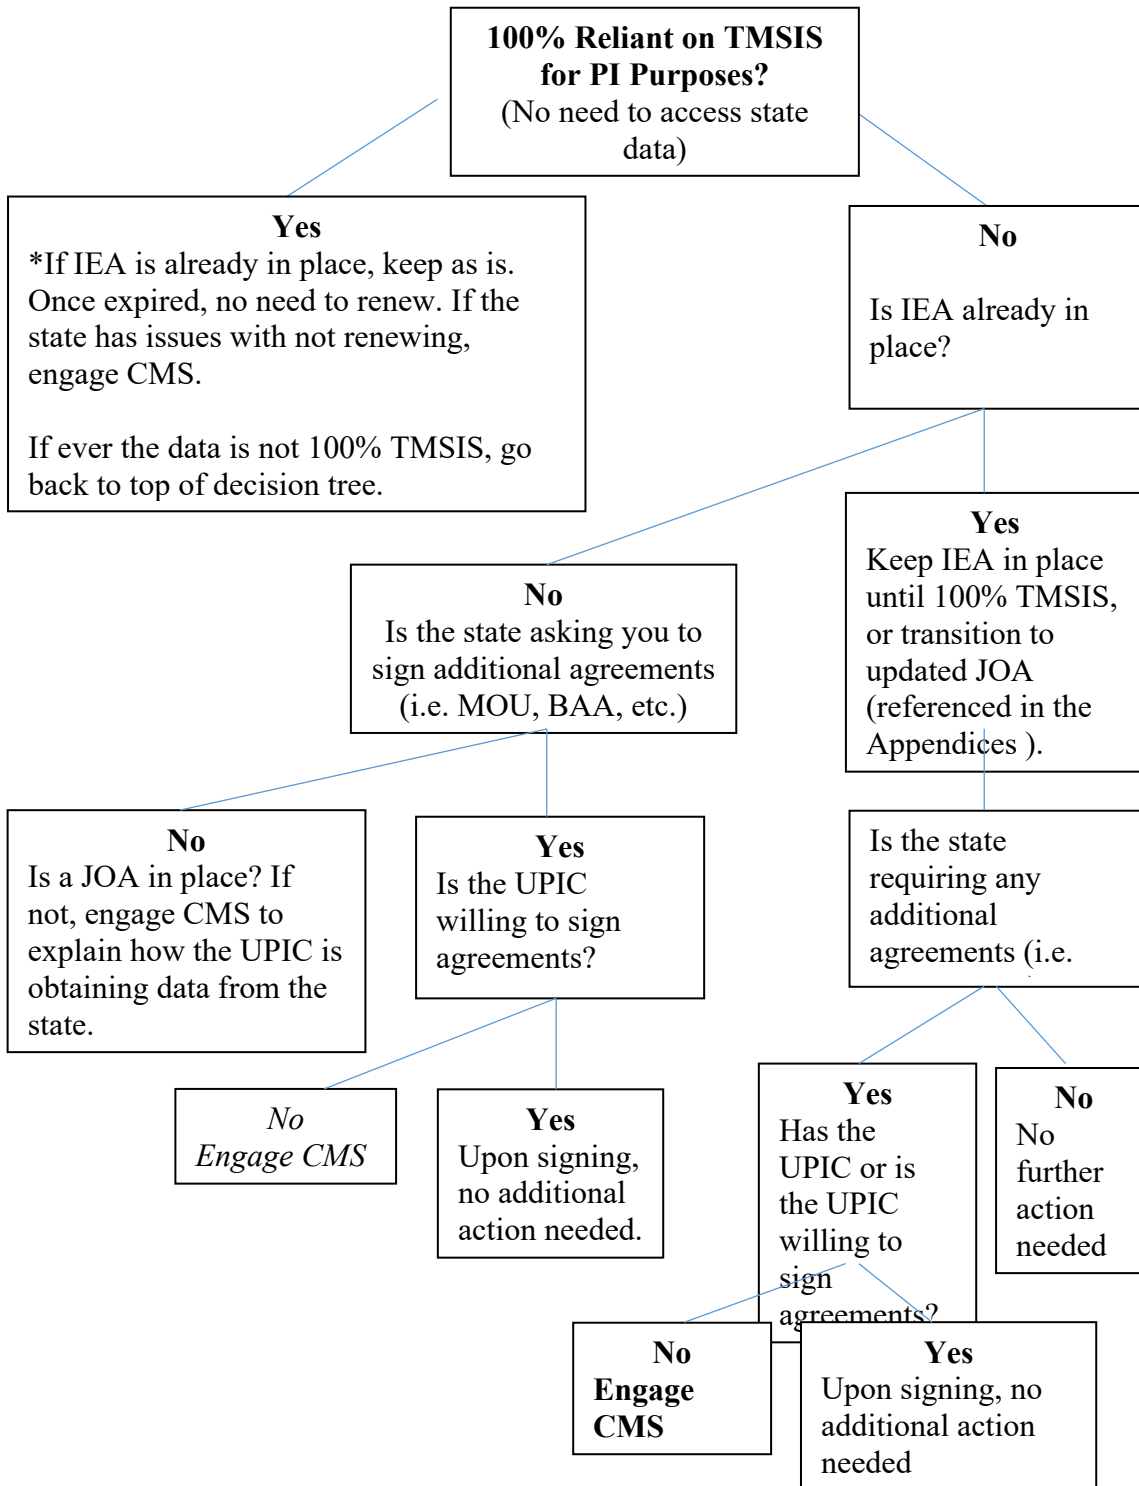 100% Reliant on TMSIS
for PI Purposes?
(No need to access state
data)
Yes
*If IEA is already in place, keep as is.
Once expired, no need to renew. If the
state has issues with not renewing,
engage CMS.
If ever the data is not 100% TMSIS, go
back to top of decision tree.
No
Is IEA already in
place?
No
Is the state asking you to
sign additional agreements
(i.e. MOU, BAA, etc.)
Yes
Keep IEA in place
until 100% TMSIS,
or transition to
updated JOA
(referenced in the
Appendices ).
No
Is a JOA in place? If
not, engage CMS to
explain how the UPIC is
obtaining data from the
state.
Yes
Is the UPIC
willing to sign
agreements?
Is the state
requiring any
additional
agreements (i.e.
No
Engage CMS
Yes
Upon signing,
no additional
action needed.
Yes
Has the
UPIC or is
the UPIC
willing to
sign
agreements?
No
No
further
action
needed
No
Engage
CMS
Yes
Upon signing, no
additional action
needed